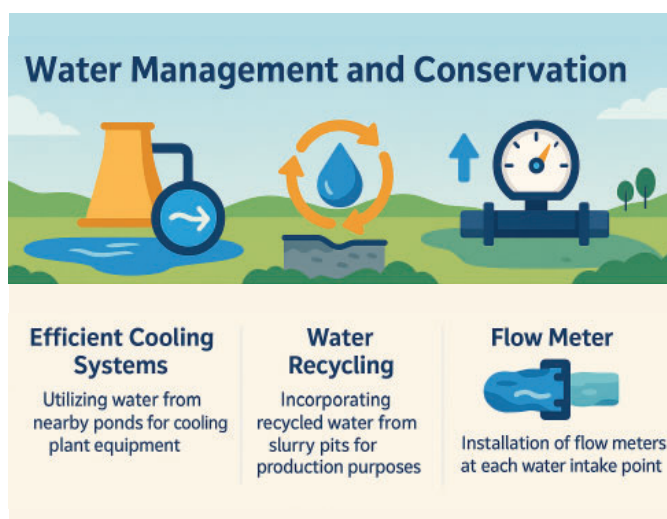 Water Management and Conservation
Efficient Cooling
Systems
Utilizing water from
nearby ponds for cooling
plant equipment
Water
Recycling
Incorporating
recycled water from
slurry pits for
production purposes
Flow Meter
Installation of flow meters
at each water intake point